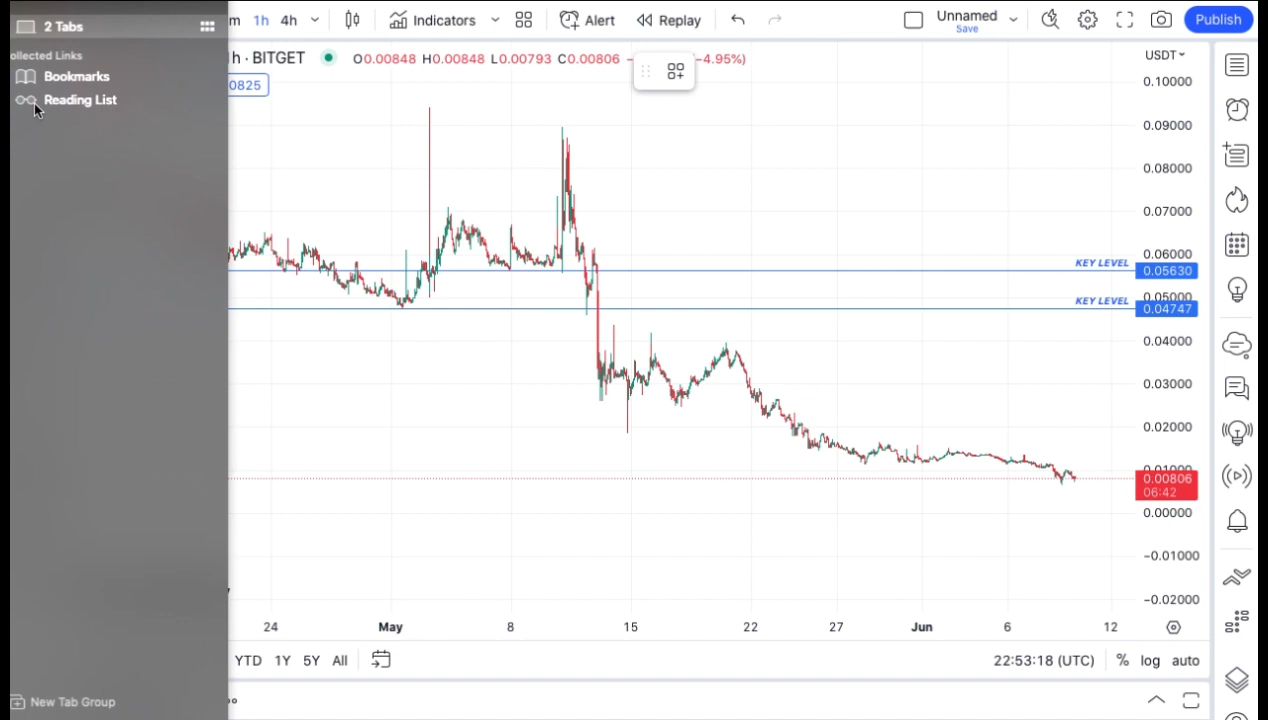 2 Tabs
ollected Links
Bookmarks
Reading List
New Tab Group
m 1h 4h Indicators Alert Replay Unnamed Save Publish
h · BITGET O0.00848 H0.00848 L0.00793 C0.00806 −4.95%)
0825
USDT
0.10000
0.09000
0.08000
0.07000
0.06000
KEY LEVEL 0.05630
0.05000
KEY LEVEL 0.04747
0.04000
0.03000
0.02000
0.01000
0.00806
06:42
0.00000
−0.01000
−0.02000
24 May 8 15 22 27 Jun 6 12
YTD 1Y 5Y All 22:53:18 (UTC) % log auto